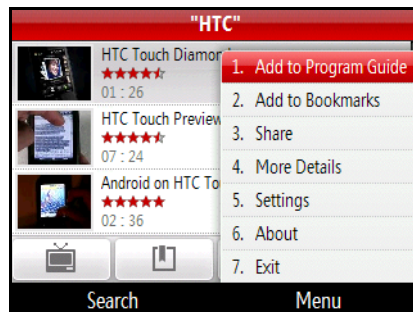 "HTC"
HTC Touch Diamon
01 : 26
HTC Touch Preview
07 : 24
Android on HTC To
02 : 36
1. Add to Program Guide
2. Add to Bookmarks
3. Share
4. More Details
5. Settings
6. About
7. Exit
Search
Menu